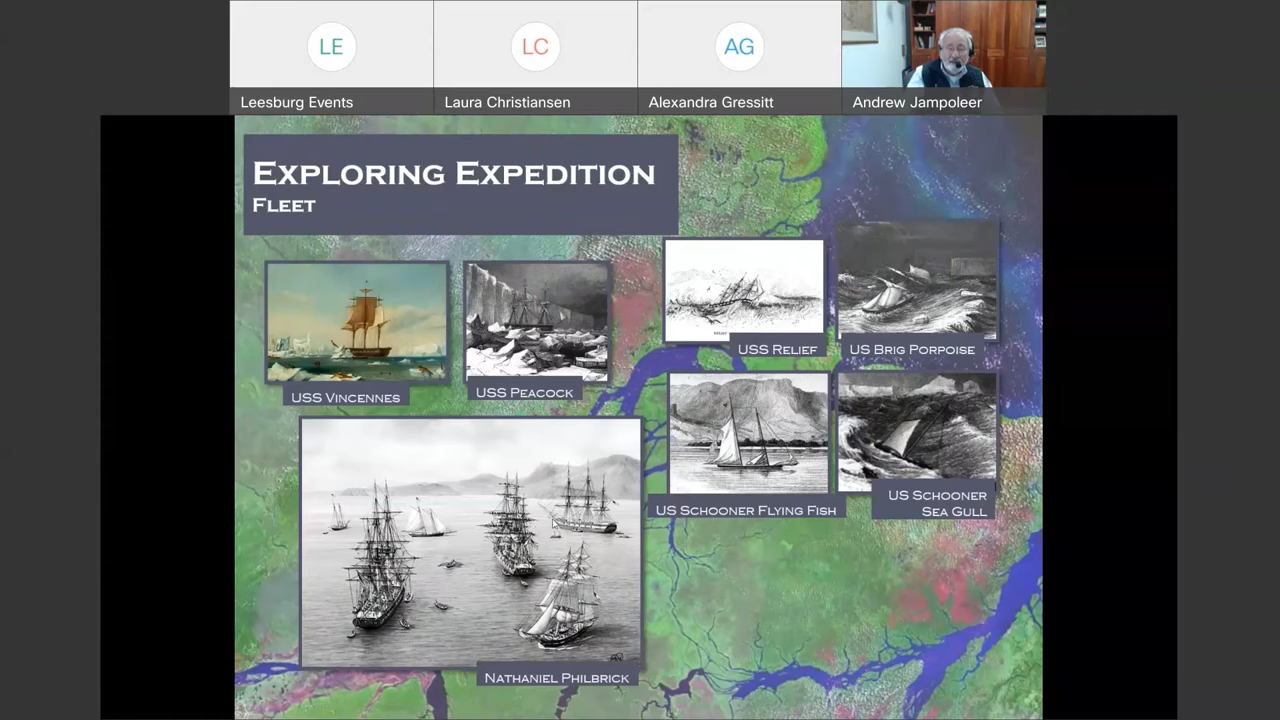 LE
LC
AG
Leesburg Events
Laura Christiansen
Alexandra Gressitt
Andrew Jampoleer
Exploring Expedition
Fleet
USS Vincennes
USS Peacock
USS Relief
US Brig Porpoise
US Schooner Flying Fish
US Schooner
Sea Gull
Nathaniel Philbrick